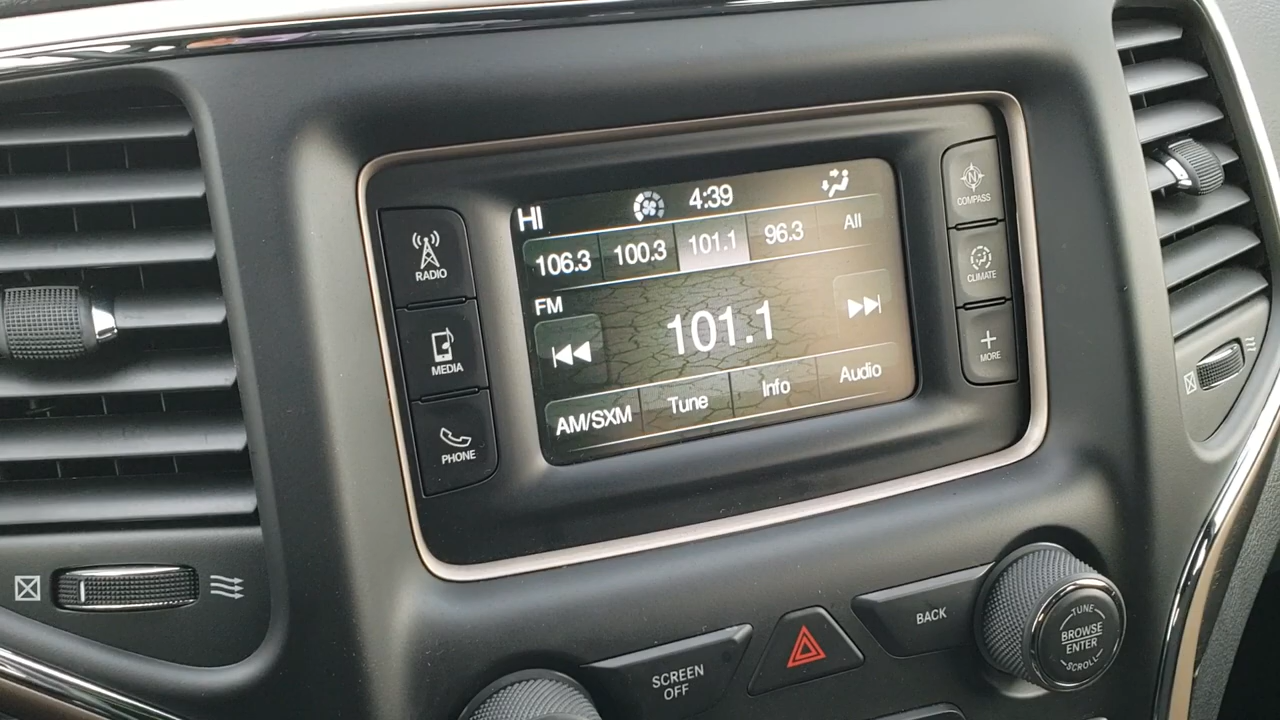 HI 4:39
106.3 100.3 101.1 96.3 All
FM
101.1
AM/SXM Tune Info Audio
RADIO
MEDIA
PHONE
N
COMPASS
CLIMATE
+
MORE
SCREEN
OFF
BACK
TUNE
BROWSE
ENTER
SCROLL